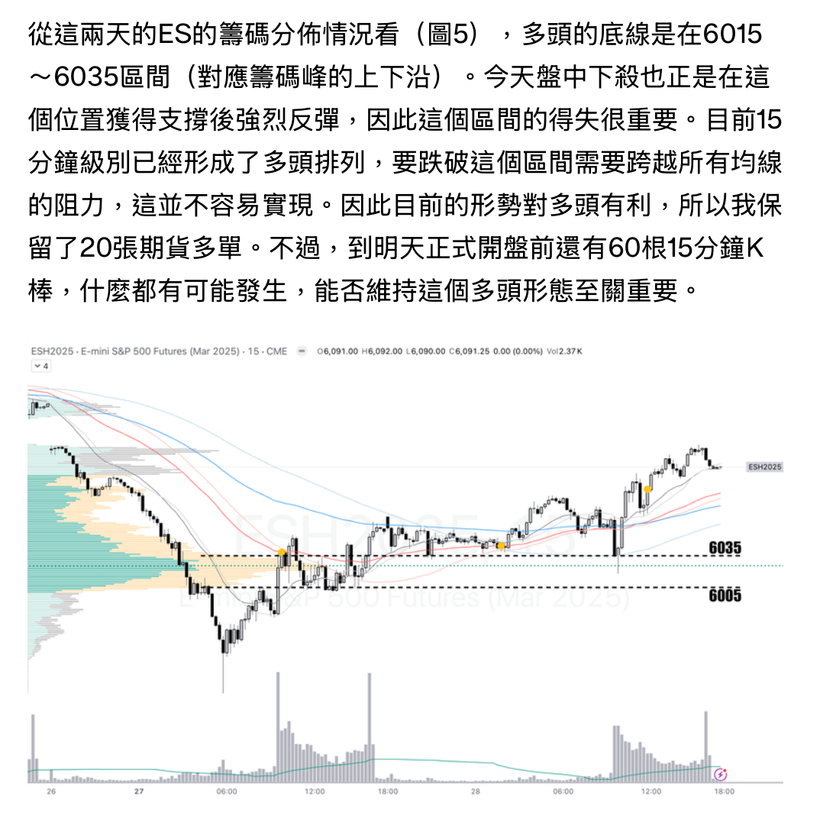 從這兩天的ES的籌碼分佈情況看（圖5），多頭的底線是在6015
～6035區間（對應籌碼峰的上下沿）。今天盤中下殺也正是在這
個位置獲得支撐後強烈反彈，因此這個區間的得失很重要。目前15
分鐘級別已經形成了多頭排列，要跌破這個區間需要跨越所有均線
的阻力，這並不容易實現。因此目前的形勢對多頭有利，所以我保
留了20張期貨多單。不過，到明天正式開盤前還有60根15分鐘K
棒，什麼都有可能發生，能否維持這個多頭形態至關重要。
ESH2025 · E-mini S&P 500 Futures (Mar 2025) · 15 · CME O6,091.00 H6,092.00 L6,090.00 C6,091.25 0.00 (0.00%) Vol2.37K
4
ESH2025
ESH2025
6035
E-mini S&P 500 Futures (Mar 2025)
6005
26 27 06:00 12:00 18:00 28 06:00 12:00 18:00